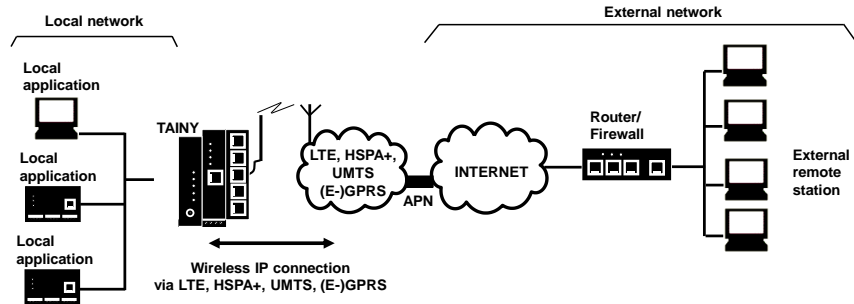 Local network
External network
Local
application
TAINY
Local
application
Local
application
LTE, HSPA+,
UMTS
(E-)GPRS
APN
INTERNET
Router/
Firewall
External
remote
station
Wireless IP connection
via LTE, HSPA+, UMTS, (E-)GPRS